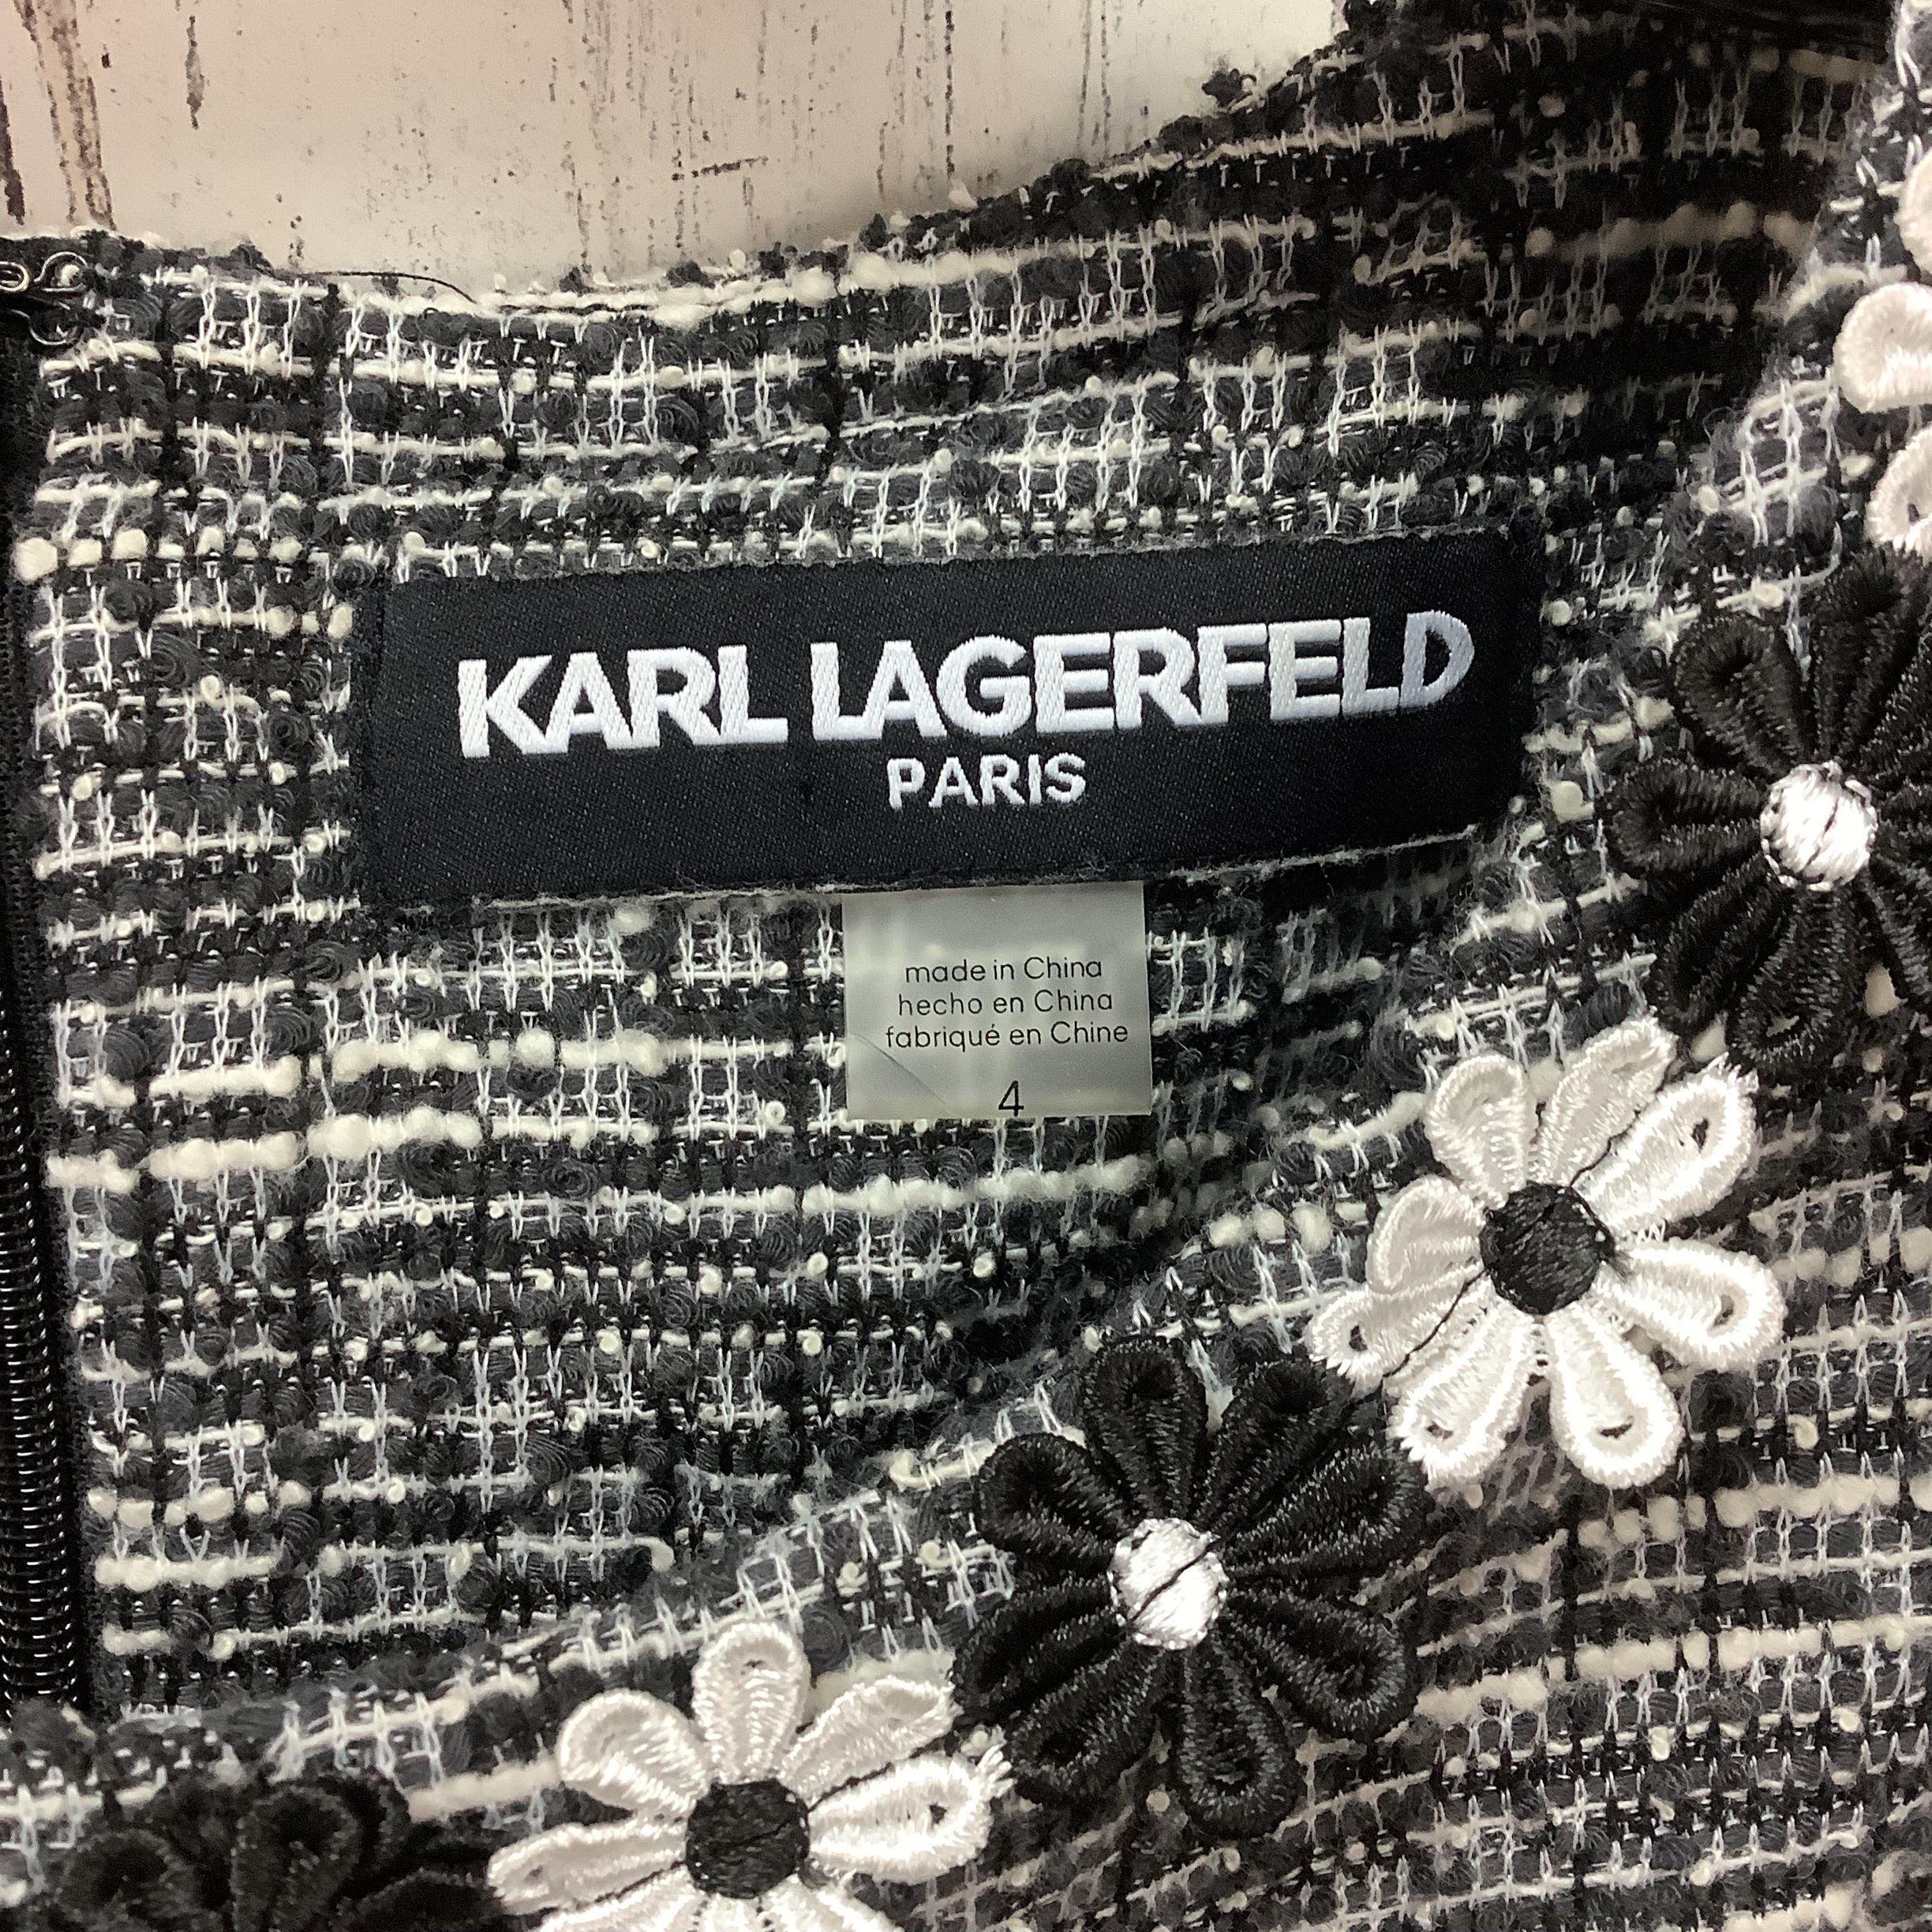 KARL LAGERFELD
PARIS
made in China
hecho en China
fabriqué en Chine
4